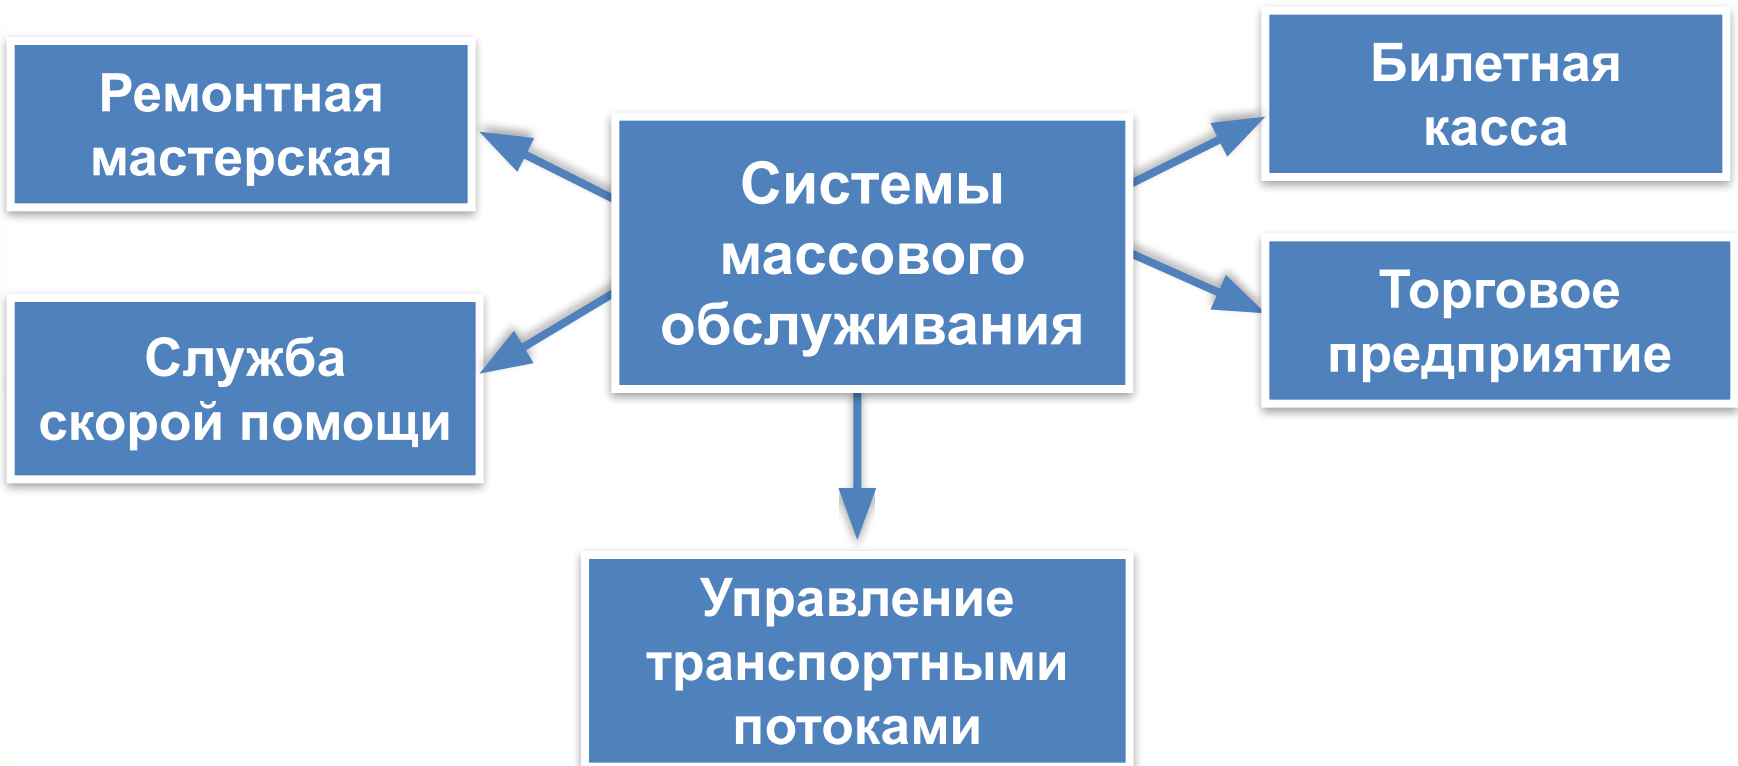 Ремонтная
мастерская
Служба
скорой помощи
Системы
массового
обслуживания
Билетная
касса
Торговое
предприятие
Управление
транспортными
потоками